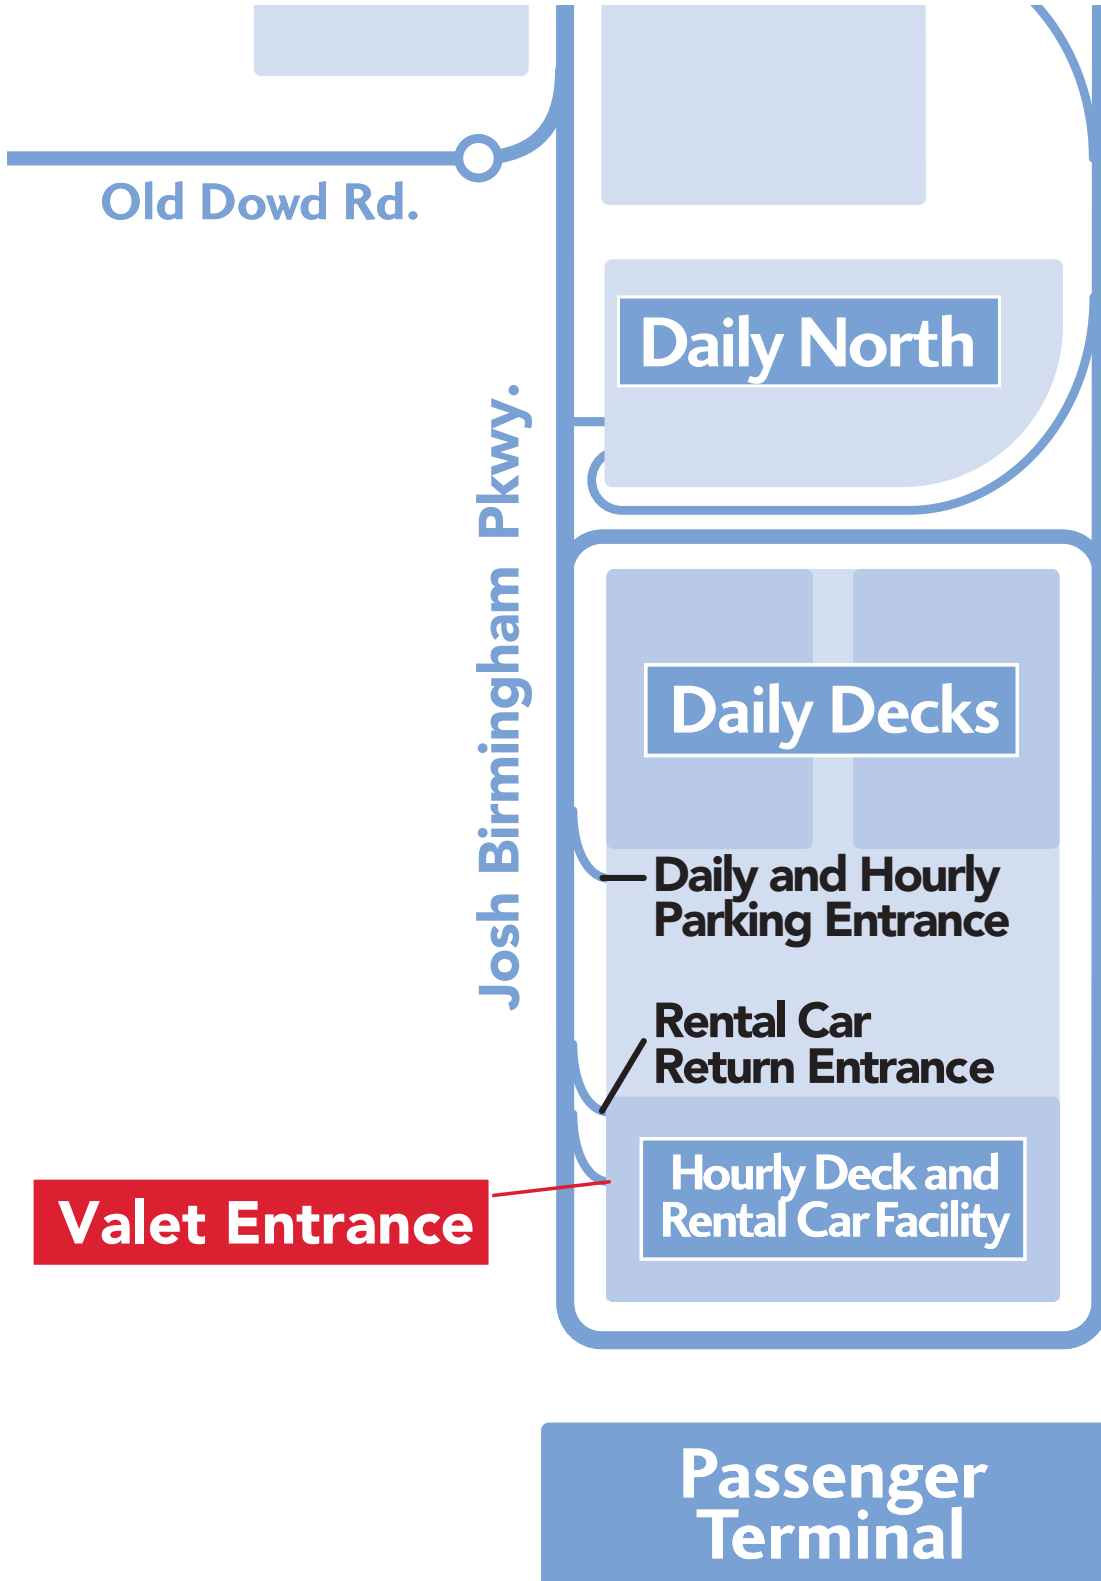 Old Dowd Rd.
Daily North
Josh Birmingham Pkwy.
Daily Decks
Daily and Hourly
Parking Entrance
Rental Car
Return Entrance
Hourly Deck and
Rental Car Facility
Valet Entrance
Passenger
Terminal